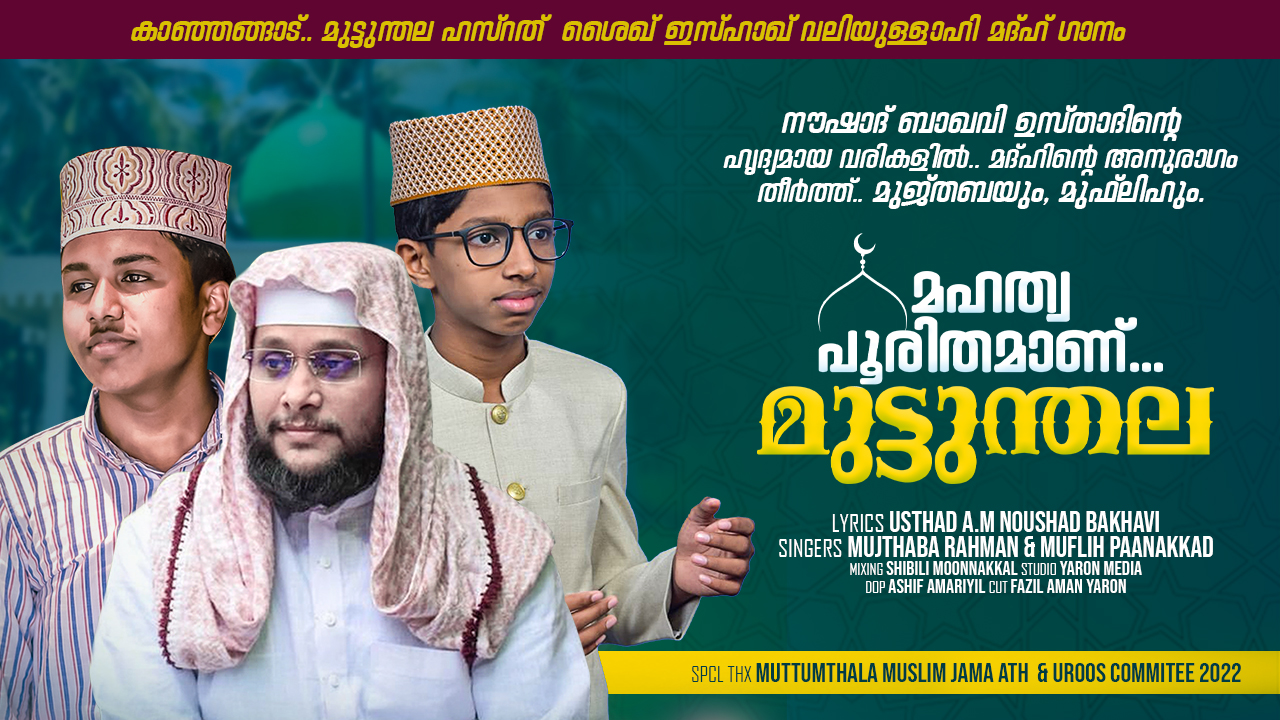 കാഞ്ഞങ്ങാട്.. മുട്ടുന്തല ഹസ്റത് ശൈഖ് ഇസ്ഹാഖ് വലിയുള്ളാഹി മദ്ഹ് ഗാനം
നൗഷാദ് ബാഖവി ഉസ്താദിന്റെ
ഹൃദ്യമായ വരികളിൽ.. മദ്ഹിന്റെ അനുരാഗം
തീർത്ത്.. മുജ്തബയും, മുഫ്ലിഹും.
മഹത്വ
പൂരിതമാണ്...
മുട്ടുന്തല
LYRICS USTHAD A.M NOUSHAD BAKHAVI
SINGERS MUJTHABA RAHMAN & MUFLIH PAANAKKAD
MIXING SHIBILI MOONNAKKAL STUDIO YARON MEDIA
DOP ASHIF AMARIYIL CUT FAZIL AMAN YARON
SPCL THX MUTTUMTHALA MUSLIM JAMA ATH & UROOS COMMITEE 2022